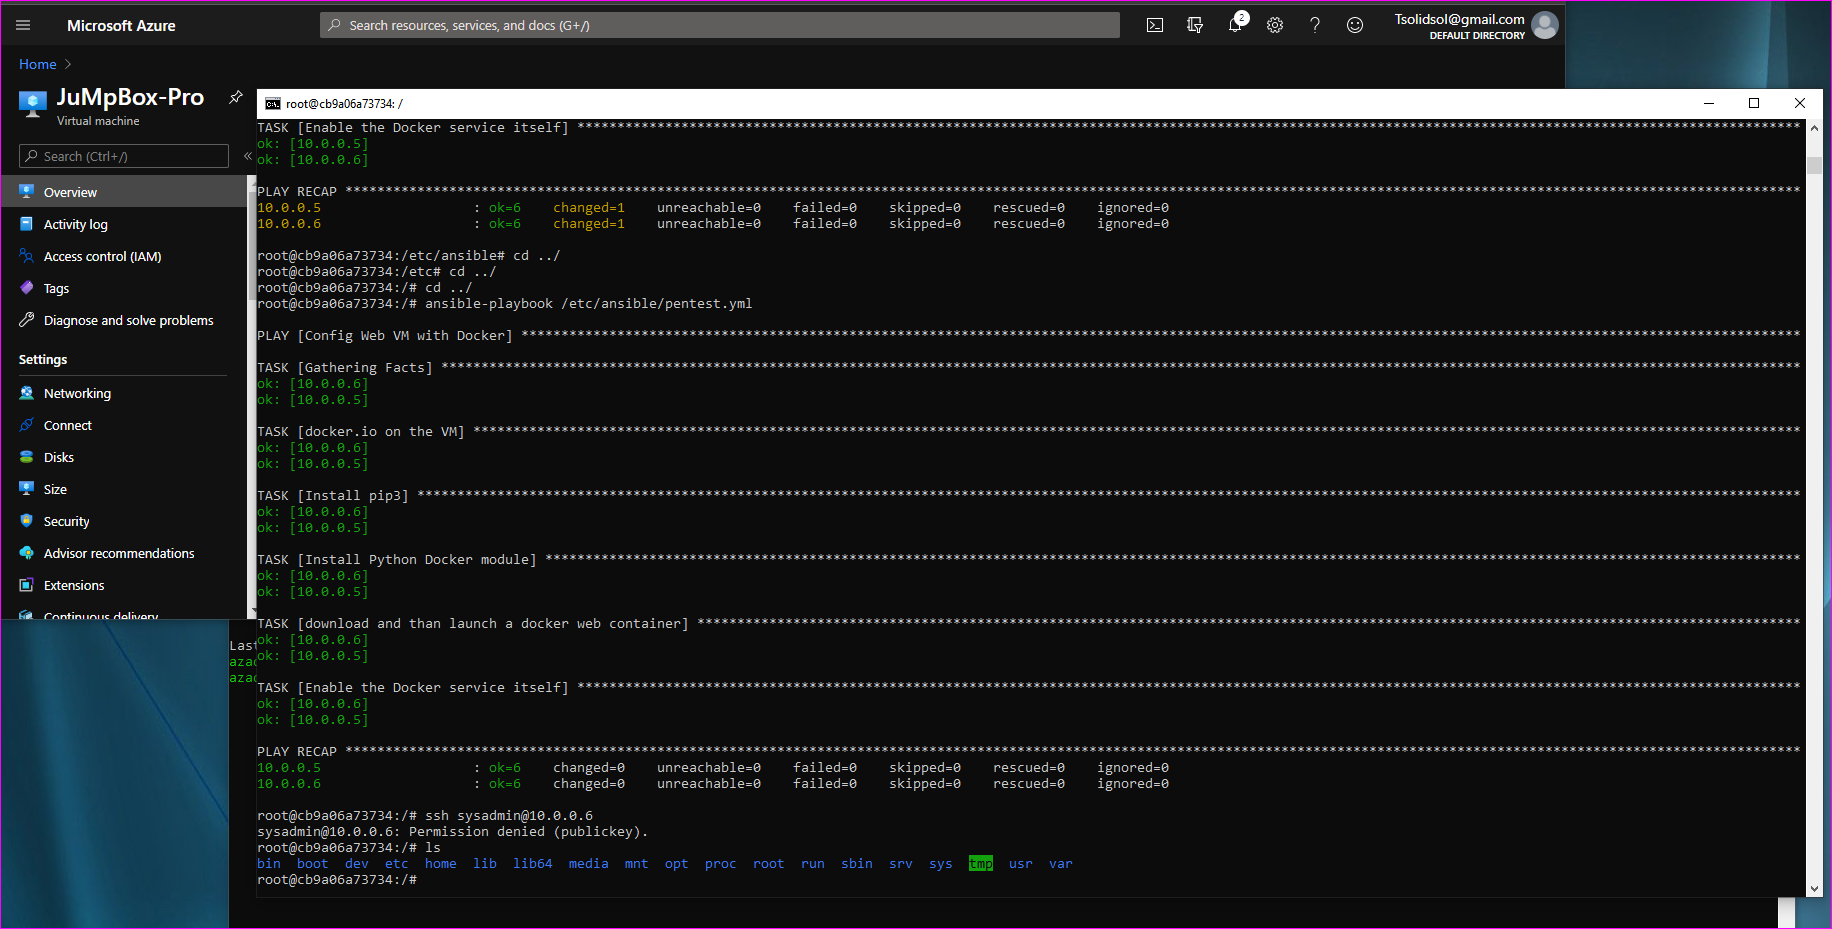 Microsoft Azure
Search resources, services, and docs (G+/)
2
Tsolidsol@gmail.com
DEFAULT DIRECTORY
Home
JuMpBox-Pro
Virtual machine
Search (Ctrl+/)
«
Overview
Activity log
Access control (IAM)
Tags
Diagnose and solve problems
Settings
Networking
Connect
Disks
Size
Security
Advisor recommendations
Extensions
Continuous delivery
root@cb9a06a73734: /
TASK [Enable the Docker service itself]
ok: [10.0.0.5]
ok: [10.0.0.6]
PLAY RECAP
10.0.0.5 : ok=6 changed=1 unreachable=0 failed=0 skipped=0 rescued=0 ignored=0
10.0.0.6 : ok=6 changed=1 unreachable=0 failed=0 skipped=0 rescued=0 ignored=0
root@cb9a06a73734:/etc/ansible# cd ../
root@cb9a06a73734:/etc# cd ../
root@cb9a06a73734:/# cd ../
root@cb9a06a73734:/# ansible-playbook /etc/ansible/pentest.yml
PLAY [Config Web VM with Docker]
TASK [Gathering Facts]
ok: [10.0.0.6]
ok: [10.0.0.5]
TASK [docker.io on the VM]
ok: [10.0.0.6]
ok: [10.0.0.5]
TASK [Install pip3]
ok: [10.0.0.6]
ok: [10.0.0.5]
TASK [Install Python Docker module]
ok: [10.0.0.6]
ok: [10.0.0.5]
TASK [download and than launch a docker web container]
ok: [10.0.0.6]
ok: [10.0.0.5]
TASK [Enable the Docker service itself]
ok: [10.0.0.6]
ok: [10.0.0.5]
PLAY RECAP
10.0.0.5 : ok=6 changed=0 unreachable=0 failed=0 skipped=0 rescued=0 ignored=0
10.0.0.6 : ok=6 changed=0 unreachable=0 failed=0 skipped=0 rescued=0 ignored=0
root@cb9a06a73734:/# ssh sysadmin@10.0.0.6
sysadmin@10.0.0.6: Permission denied (publickey).
root@cb9a06a73734:/# ls
bin boot dev etc home lib lib64 media mnt opt proc root run sbin srv sys tmp usr var
root@cb9a06a73734:/#
Last